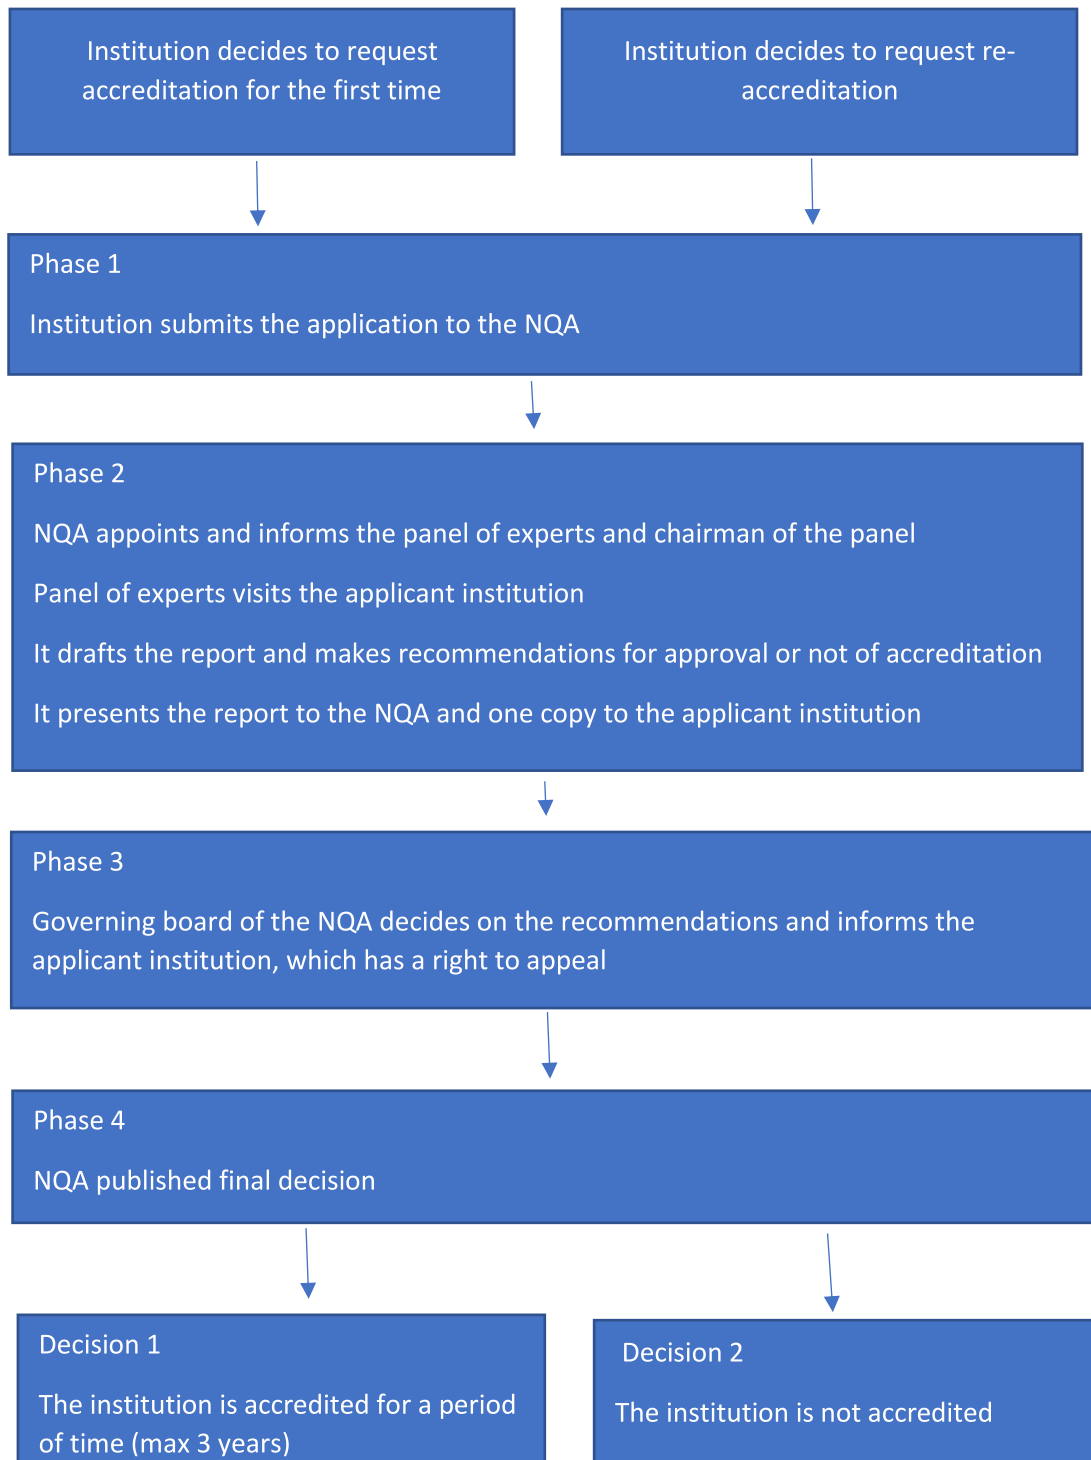 Institution decides to request
accreditation for the first time
Institution decides to request re-
accreditation
Phase 1
Institution submits the application to the NQA
Phase 2
NQA appoints and informs the panel of experts and chairman of the panel
Panel of experts visits the applicant institution
It drafts the report and makes recommendations for approval or not of accreditation
It presents the report to the NQA and one copy to the applicant institution
Phase 3
Governing board of the NQA decides on the recommendations and informs the
applicant institution, which has a right to appeal
Phase 4
NQA published final decision
Decision 1
The institution is accredited for a period
of time (max 3 years)
Decision 2
The institution is not accredited